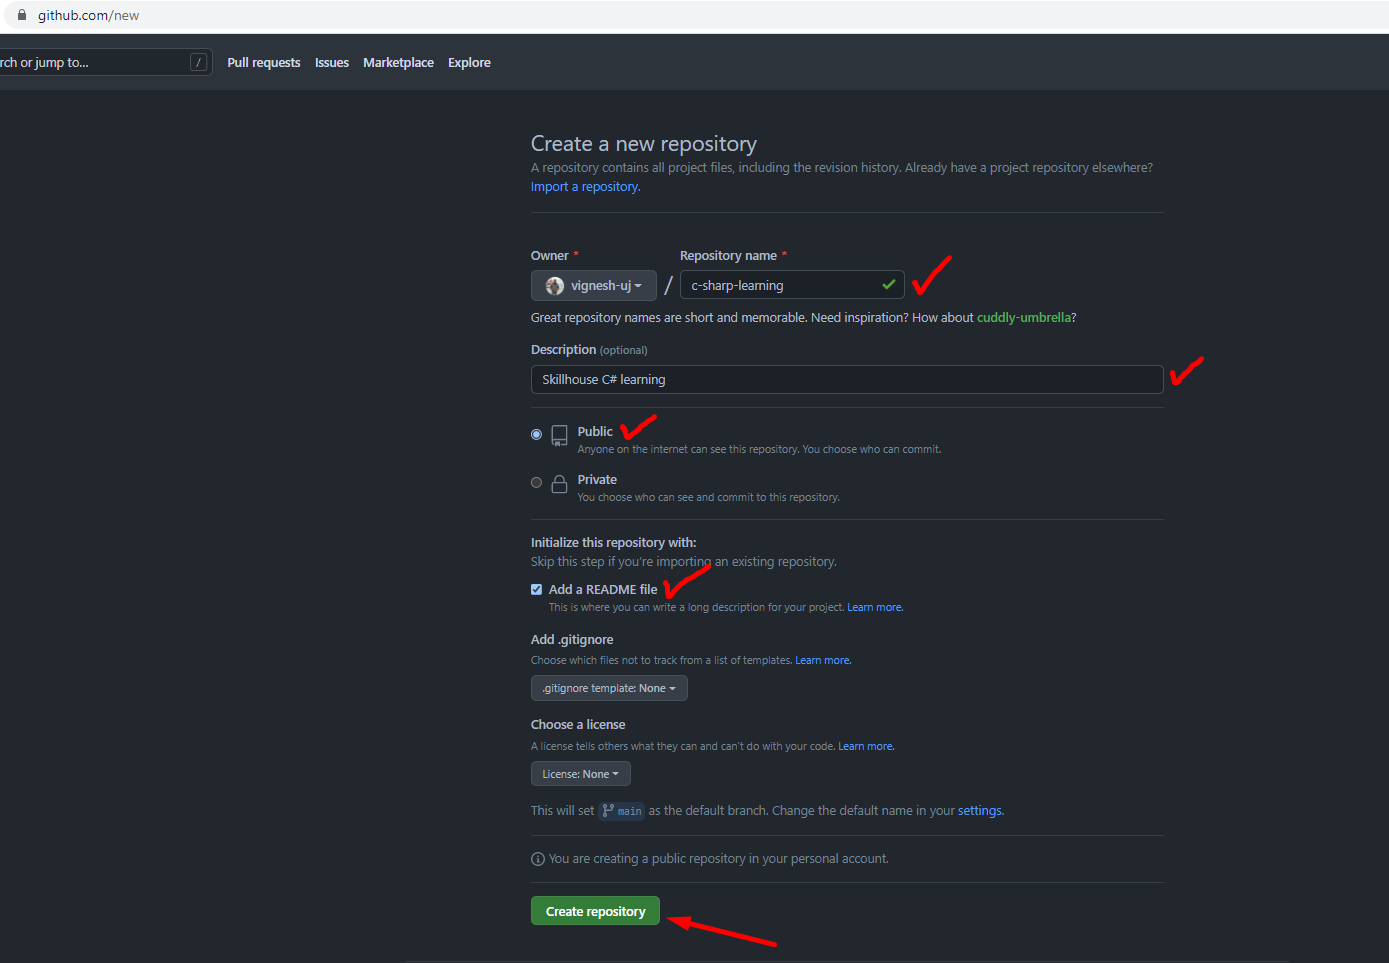 github.com/new
rch or jump to... /
Pull requests Issues Marketplace Explore
Create a new repository
A repository contains all project files, including the revision history. Already have a project repository elsewhere?
Import a repository.
Owner * Repository name *
vignesh-uj / c-sharp-learning
Great repository names are short and memorable. Need inspiration? How about cuddly-umbrella?
Description (optional)
Skillhouse C# learning
Public
Anyone on the internet can see this repository. You choose who can commit.
Private
You choose who can see and commit to this repository.
Initialize this repository with:
Skip this step if you're importing an existing repository.
Add a README file
This is where you can write a long description for your project. Learn more.
Add .gitignore
Choose which files not to track from a list of templates. Learn more.
.gitignore template: None
Choose a license
A license tells others what they can and can't do with your code. Learn more.
License: None
This will set main as the default branch. Change the default name in your settings.
You are creating a public repository in your personal account.
Create repository